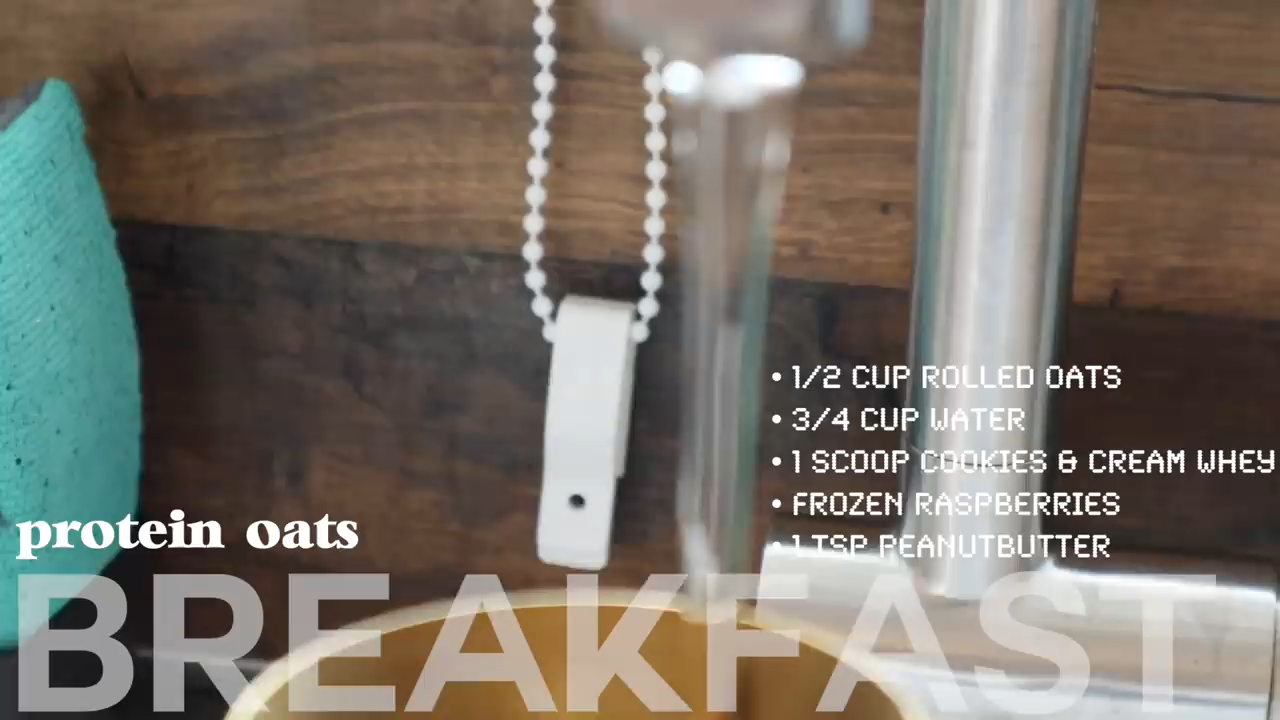 • 1/2 CUP ROLLED OATS
• 3/4 CUP WATER
• 1 SCOOP COOKIES & CREAM WHEY
• FROZEN RASPBERRIES
• 1 TSP PEANUTBUTTER
protein oats
BREAKFAST